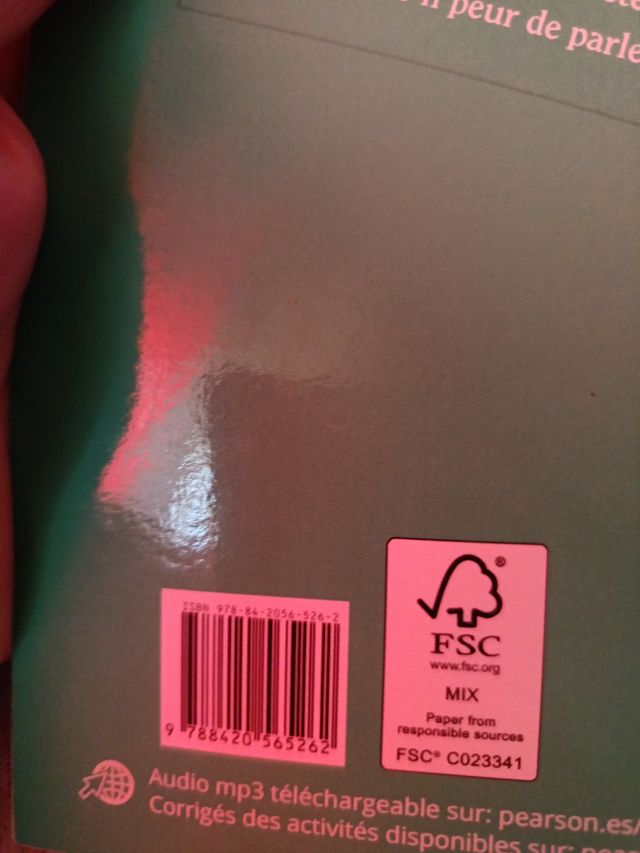 peur de parle
ISBN 978-84-2056-526-2
9 788420 565262
®
FSC
www.fsc.org
MIX
Paper from
responsible sources
FSC® C023341
Audio mp3 téléchargeable sur: pearson.es/
Corrigés des activités disponibles sur: